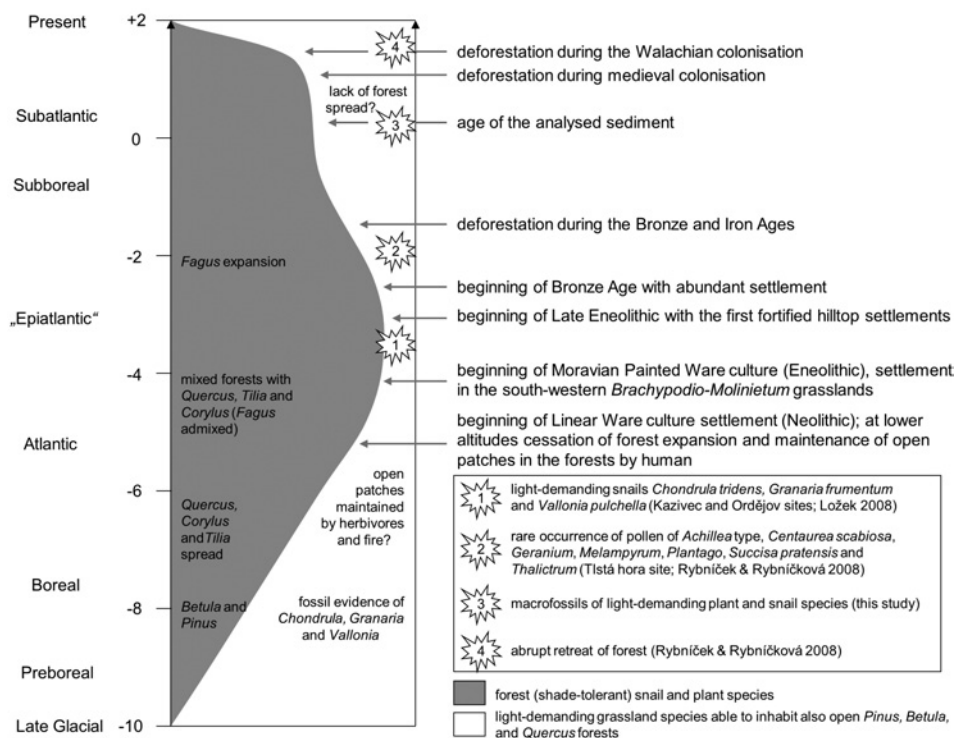 Present
Subatlantic
Subboreal
„Epiatlantic“
Atlantic
Boreal
Preboreal
Late Glacial
+2
0
-2
-4
-6
-8
-10
Fagus expansion
mixed forests with
Quercus, Tilia and
Corylus (Fagus
admixed)
Quercus,
Corylus
and Tilia
spread
Betula and
Pinus
4
lack of forest
spread?
3
2
1
open
patches
maintained
by herbivores
and fire?
fossil evidence of
Chondrula, Granaria
and Vallonia
deforestation during the Walachian colonisation
deforestation during medieval colonisation
age of the analysed sediment
deforestation during the Bronze and Iron Ages
beginning of Bronze Age with abundant settlement
beginning of Late Eneolithic with the first fortified hilltop settlements
beginning of Moravian Painted Ware culture (Eneolithic), settlement
in the south-western Brachypodio-Molinietum grasslands
beginning of Linear Ware culture settlement (Neolithic); at lower
altitudes cessation of forest expansion and maintenance of open
patches in the forests by human
1 light-demanding snails Chondrula tridens, Granaria frumentum
and Vallonia pulchella (Kazivec and Ordějov sites; Ložek 2008)
2 rare occurrence of pollen of Achillea type, Centaurea scabiosa,
Geranium, Melampyrum, Plantago, Succisa pratensis and
Thalictrum (Tlstá hora site; Rybníček & Rybníčková 2008)
3 macrofossils of light-demanding plant and snail species (this study)
4 abrupt retreat of forest (Rybníček & Rybníčková 2008)
forest (shade-tolerant) snail and plant species
light-demanding grassland species able to inhabit also open Pinus, Betula,
and Quercus forests